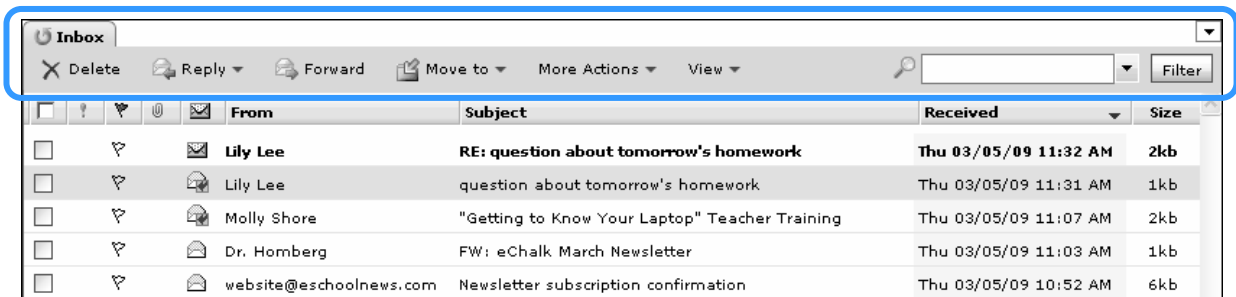 Inbox
Delete Reply Forward Move to More Actions View Filter
From Subject Received Size
Lily Lee RE: question about tomorrow's homework Thu 03/05/09 11:32 AM 2kb
Lily Lee question about tomorrow's homework Thu 03/05/09 11:31 AM 1kb
Molly Shore "Getting to Know Your Laptop" Teacher Training Thu 03/05/09 11:07 AM 2kb
Dr. Homberg FW: eChalk March Newsletter Thu 03/05/09 11:03 AM 1kb
website@eschoolnews.com Newsletter subscription confirmation Thu 03/05/09 10:52 AM 6kb